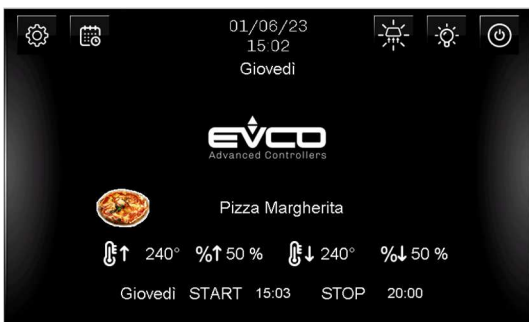 01/06/23
15:02
Giovedì
EVCO
Advanced Controllers
Pizza Margherita
240° % 50 % 240° % 50 %
Giovedì START 15:03 STOP 20:00